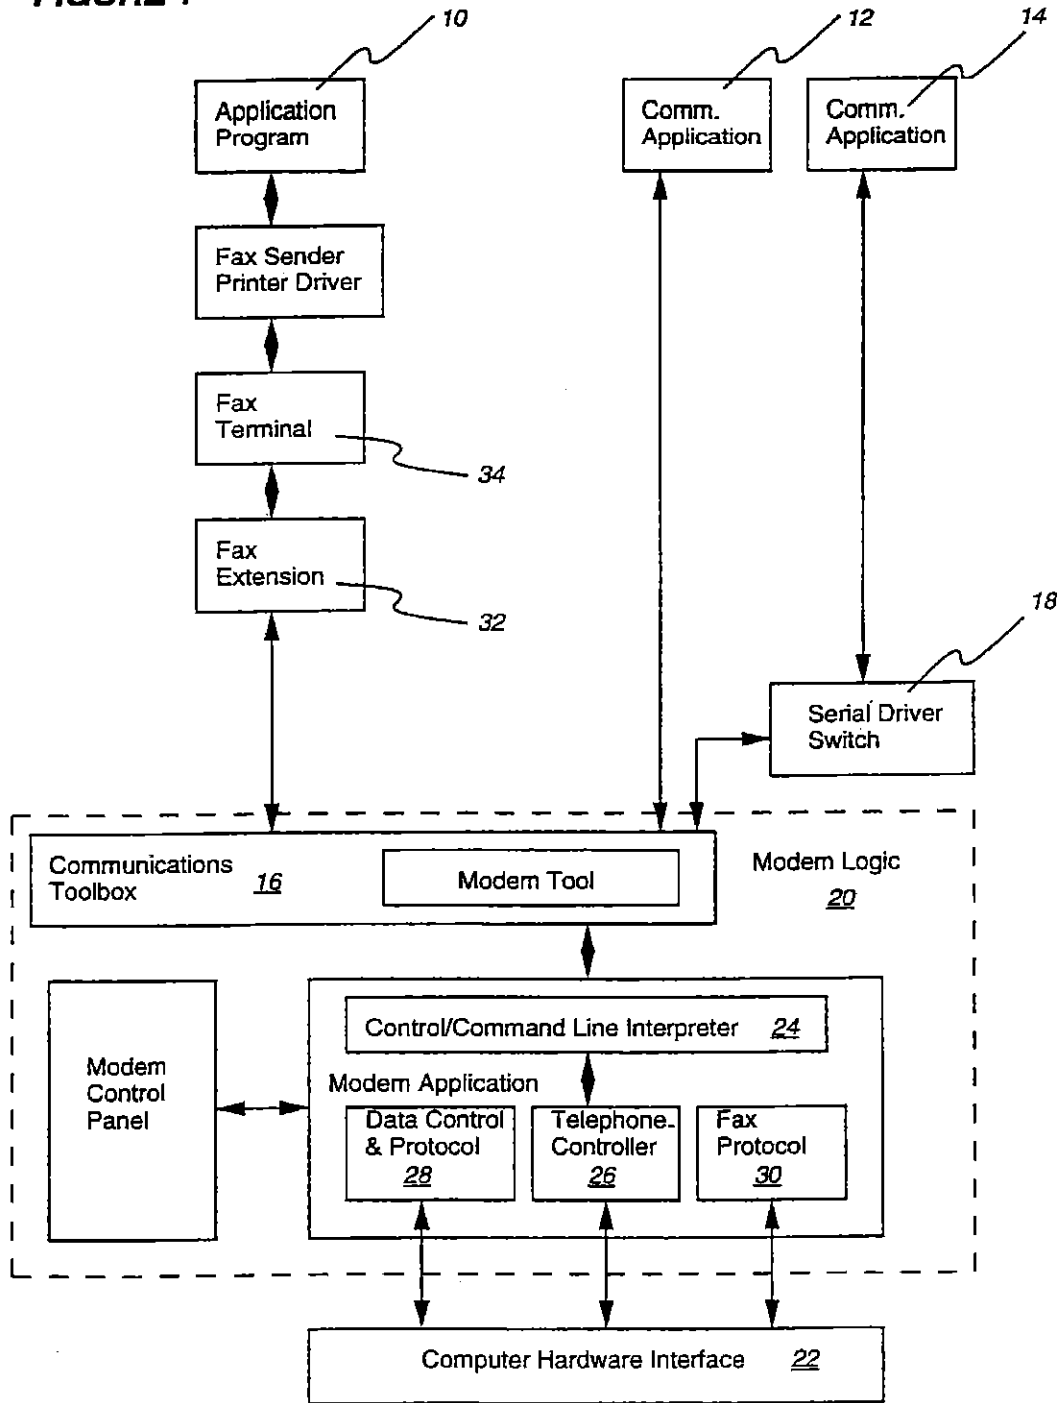 10
12
14
Application
Program
Comm.
Application
Comm.
Application
Fax Sender
Printer Driver
Fax
Terminal
34
Fax
Extension
32
18
Serial Driver
Switch
Communications
Toolbox
16
Modem Tool
Modem Logic
20
Control/Command Line Interpreter 24
Modem
Control
Panel
Modem Application
Data Control
& Protocol
28
Telephone-
Controller
26
Fax
Protocol
30
Computer Hardware Interface 22